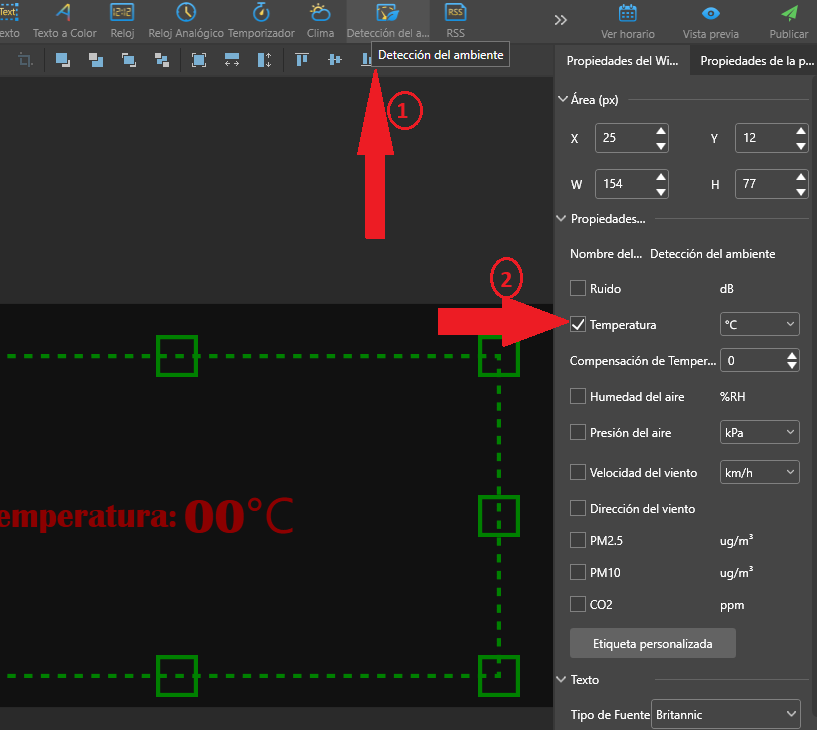 Text
RSS
exto
Texto a Color
Reloj
Reloj Analógico
Temporizador
Clima
Detección del a...
RSS
Ver horario
Vista previa
Publicar
Detección del ambiente
1
Propiedades del Wi...
Propiedades de la p...
Área (px)
X 25 Y 12
W 154 H 77
Propiedades...
Nombre del... Detección del ambiente
Ruido dB
2
Temperatura °C
Compensación de Temper... 0
Humedad del aire %RH
Presión del aire kPa
Velocidad del viento km/h
emperatura: 00°C
Dirección del viento
PM2.5 ug/m³
PM10 ug/m³
CO2 ppm
Etiqueta personalizada
Texto
Tipo de Fuente Britannic